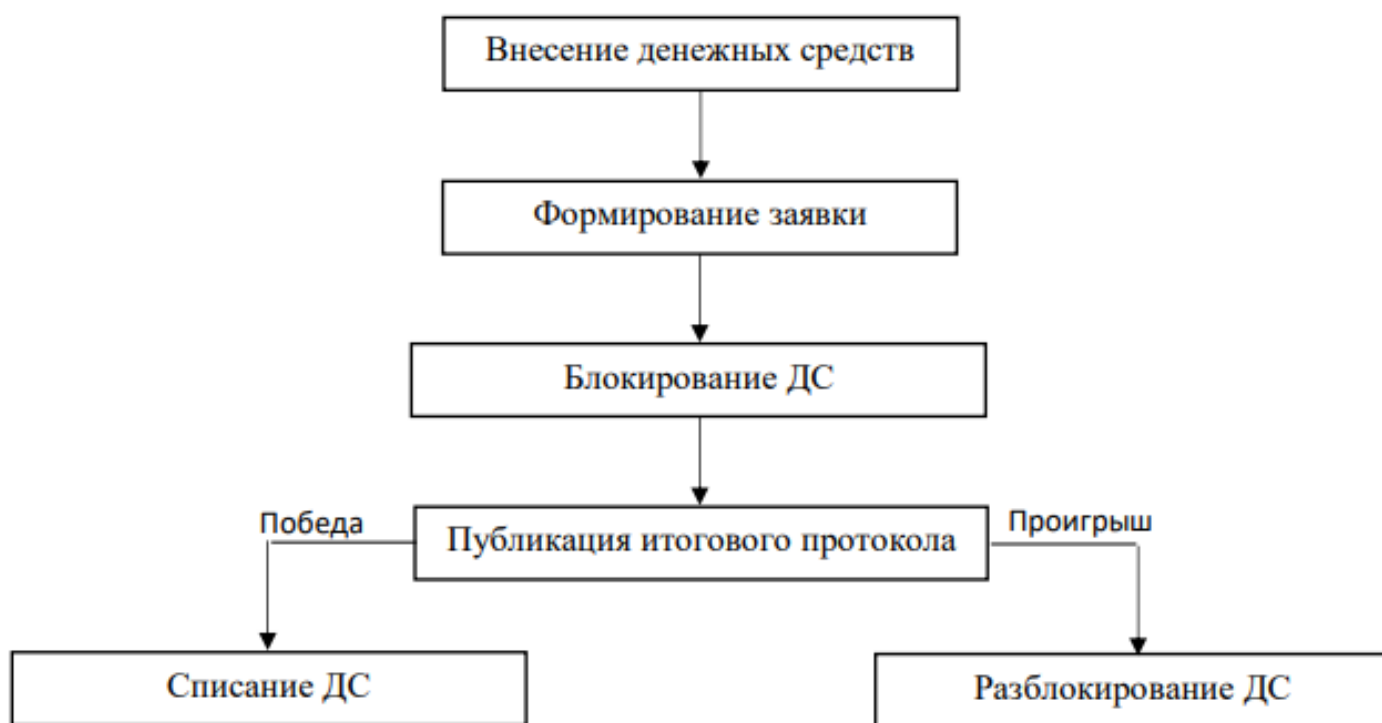 Внесение денежных средств
Формирование заявки
Блокирование ДС
Победа
Публикация итогового протокола
Проигрыш
Списание ДС
Разблокирование ДС